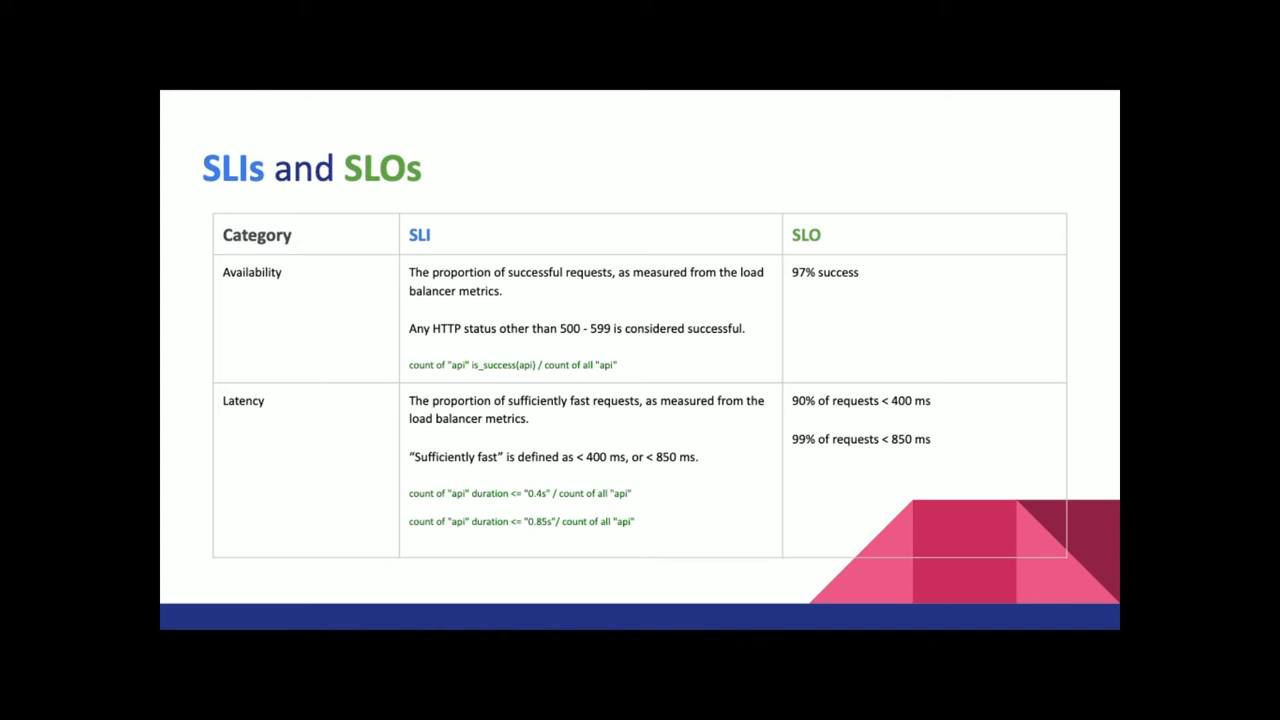 SLIs and SLOs
Category
SLI
SLO
Availability
The proportion of successful requests, as measured from the load
balancer metrics.
Any HTTP status other than 500 - 599 is considered successful.
count of "api" is_success(api) / count of all "api"
97% success
Latency
The proportion of sufficiently fast requests, as measured from the
load balancer metrics.
“Sufficiently fast” is defined as < 400 ms, or < 850 ms.
count of "api" duration <= "0.4s" / count of all "api"
count of "api" duration <= "0.85s"/ count of all "api"
90% of requests < 400 ms
99% of requests < 850 ms